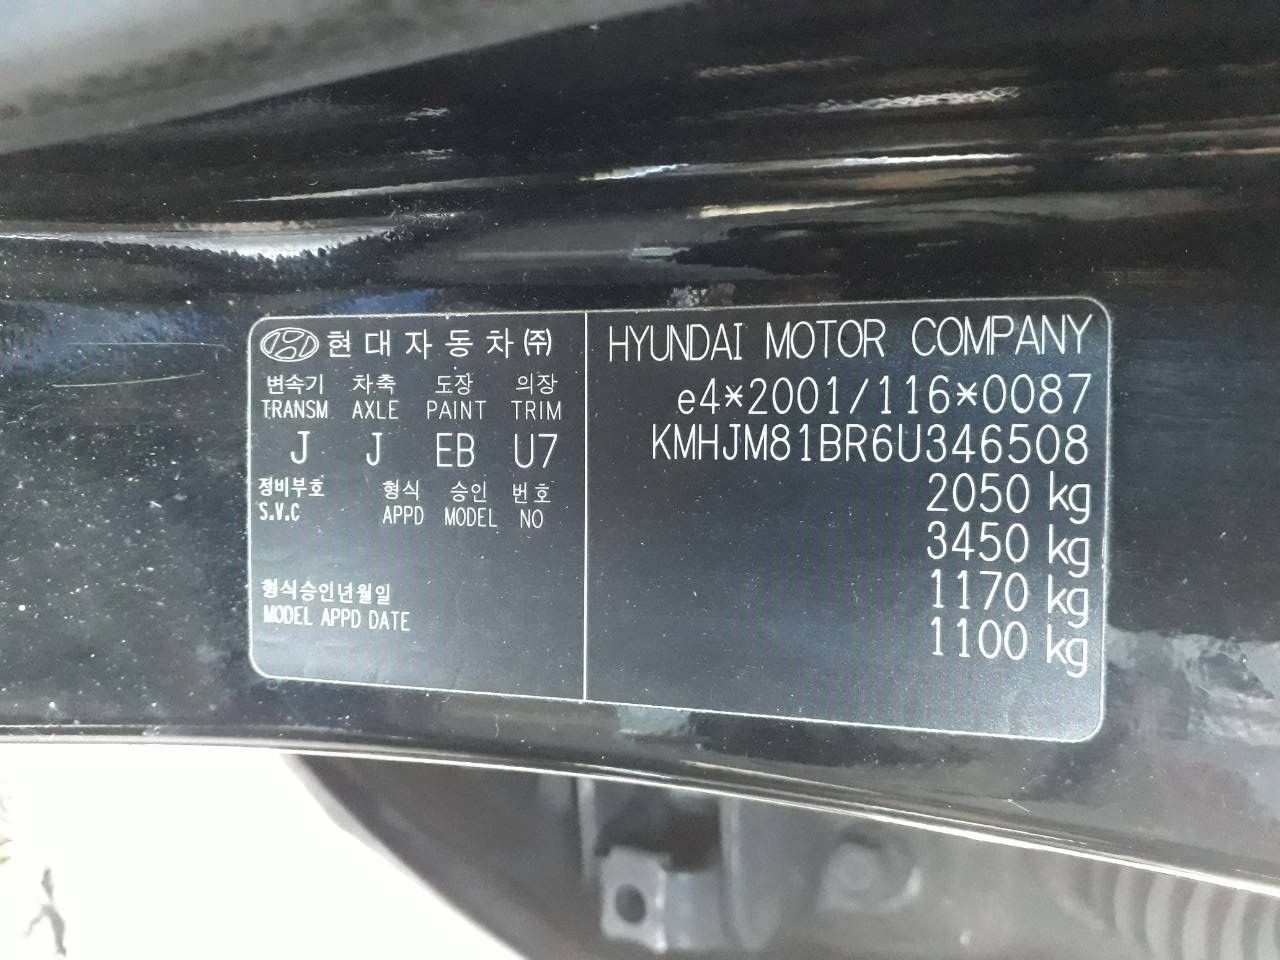 현대자동차(주)
변속기 차축 도장 의장
TRANSM. AXLE PAINT TRIM
J J EB U7
정비부호 형식 승인 번호
S.V.C APPD MODEL NO
형식승인년월일
MODEL APPD DATE
HYUNDAI MOTOR COMPANY
e4*2001/116*0087
KMHJM81BR6U346508
2050 kg
3450 kg
1170 kg
1100 kg